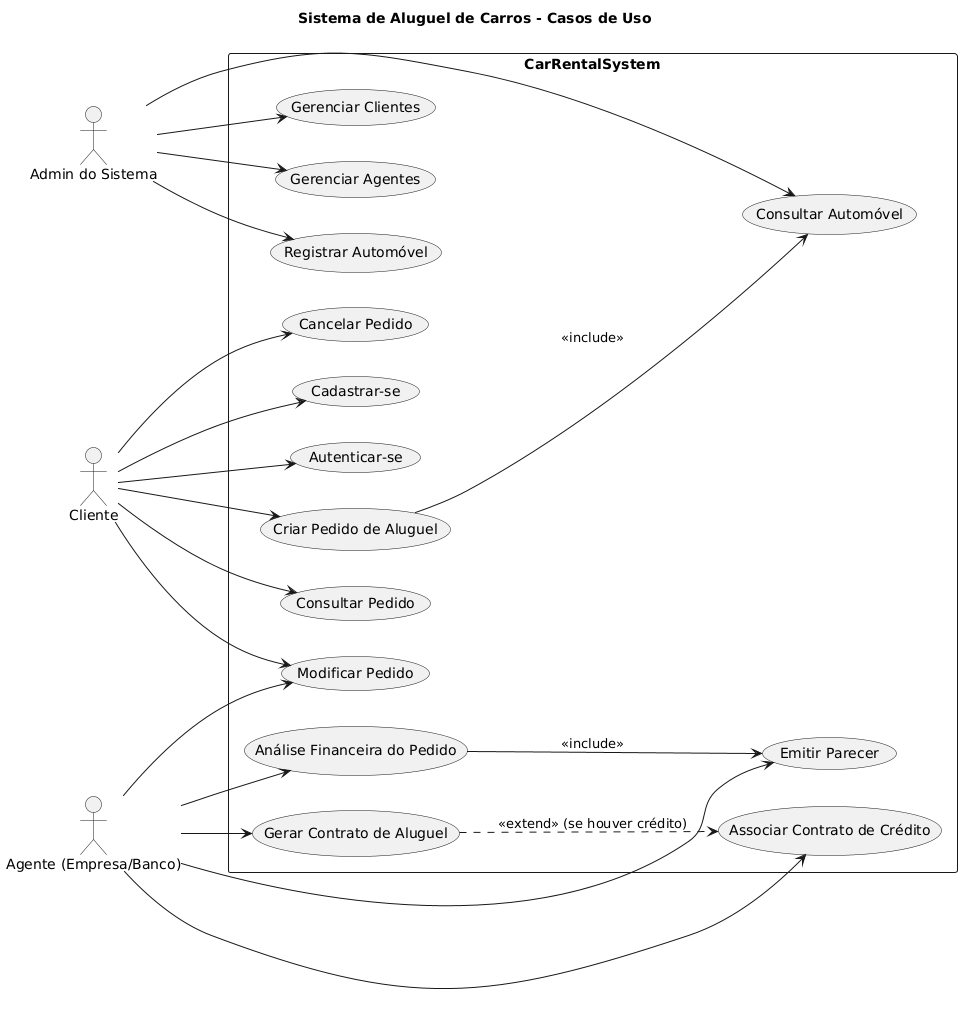 Sistema de Aluguel de Carros - Casos de Uso
CarRentalSystem
Gerenciar Clientes
Admin do Sistema
Gerenciar Agentes
Consultar Automóvel
Registrar Automóvel
Cancelar Pedido
«include»
Cadastrar-se
Autenticar-se
Cliente
Criar Pedido de Aluguel
Consultar Pedido
Modificar Pedido
Análise Financeira do Pedido
«include»
Emitir Parecer
Gerar Contrato de Aluguel
«extend» (se houver crédito)
Associar Contrato de Crédito
Agente (Empresa/Banco)